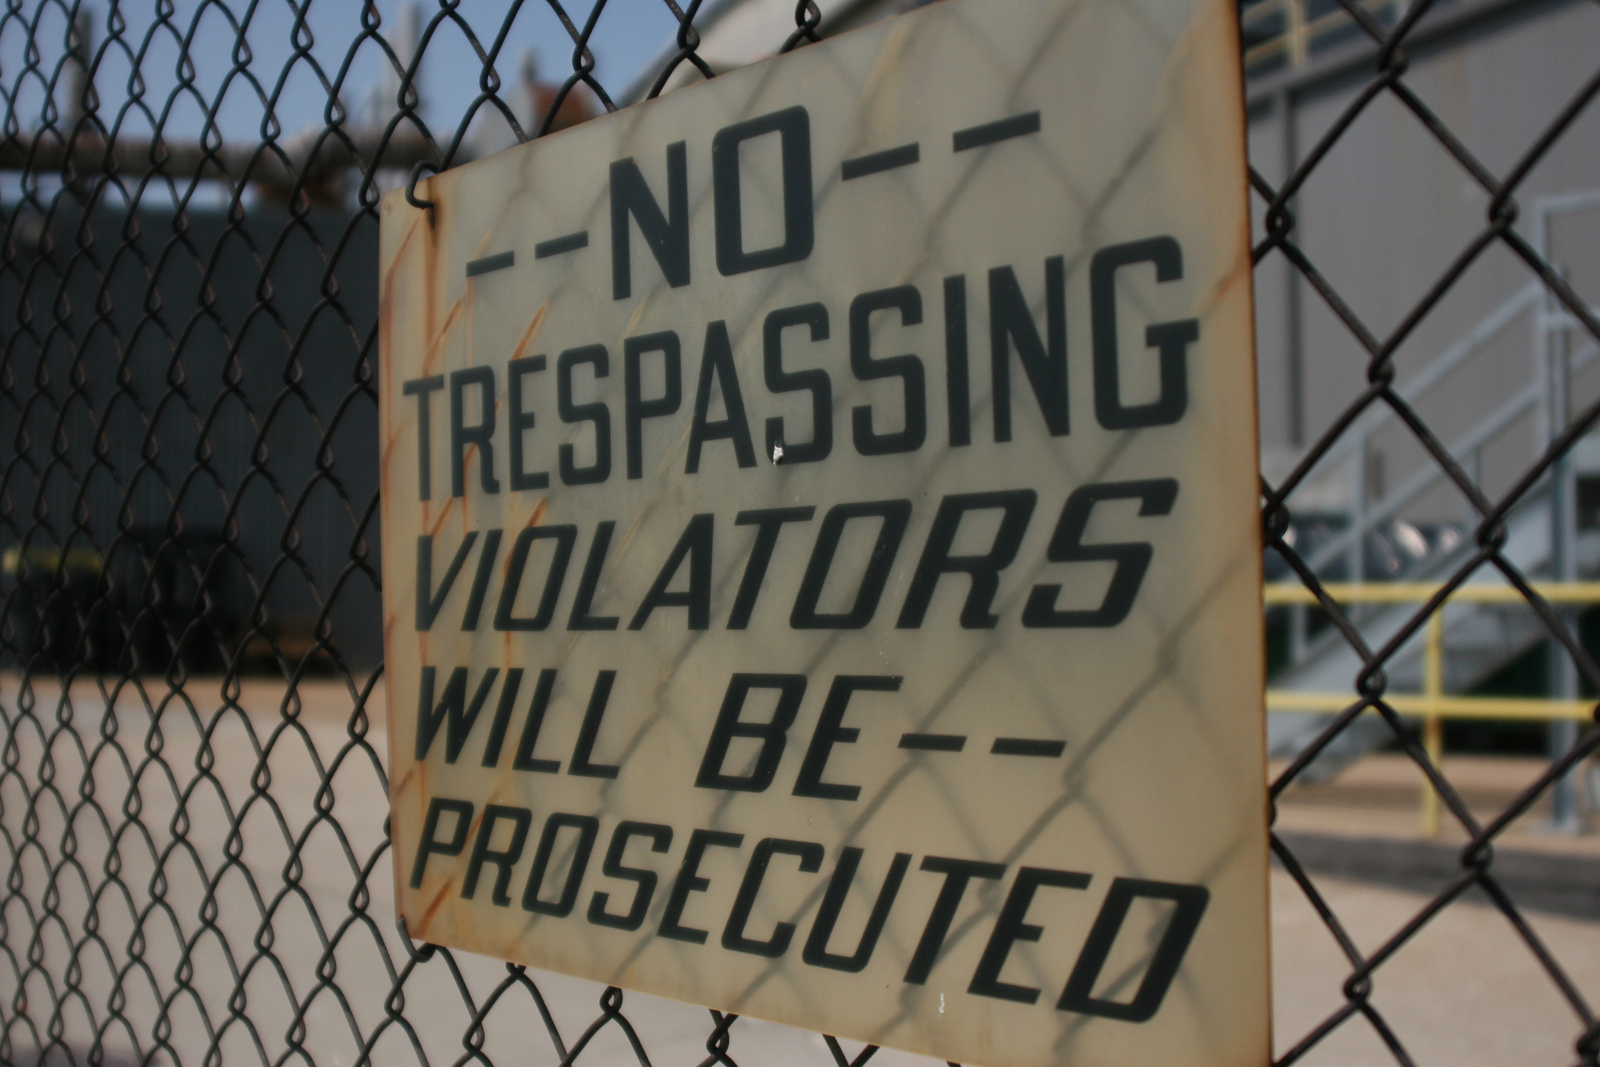 --NO--
TRESPASSING
VIOLATORS
WILL BE--
PROSECUTED